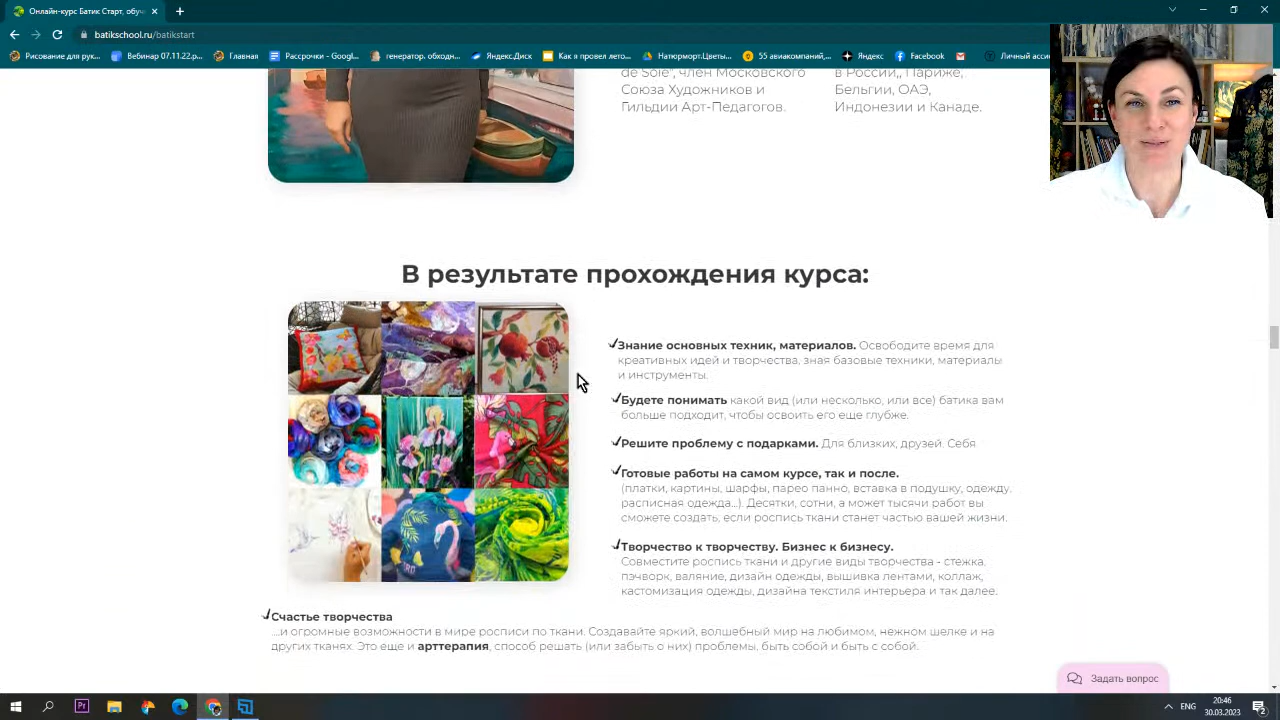 Онлайн-курс Батик Старт, обуч
batikschool.ru/batikstart
Рисование для рук...
Вебинар 07.11.22.р...
Главная
Рассрочки – Googl...
генератор. обходн...
Яндекс.Диск
Как я провел лето...
Натюрморт.Цветы...
55 авиакомпаний,...
Яндекс
Facebook
Личный асси
de Soie", член Московского
Союза Художников и
Гильдии Арт-Педагогов.
в России,, Париже,
Бельгии, ОАЭ,
Индонезии и Канаде.
В результате прохождения курса:
Знание основных техник, материалов. Освободите время для
креативных идей и творчества, зная базовые техники, материалы
и инструменты.
Будете понимать какой вид (или несколько, или все) батика вам
больше подходит, чтобы освоить его еще глубже.
Решите проблему с подарками. Для близких, друзей. Себя
Готовые работы на самом курсе, так и после.
(платки, картины, шарфы, парео панно, вставка в подушку, одежду,
расписная одежда...). Десятки, сотни, а может тысячи работ вы
сможете создать, если роспись ткани станет частью вашей жизни.
Творчество к творчеству. Бизнес к бизнесу.
Совместите роспись ткани и другие виды творчества - стежка,
пэчворк, валяние, дизайн одежды, вышивка лентами, коллаж,
кастомизация одежды, дизайна текстиля интерьера и так далее.
Счастье творчества
...и огромные возможности в мире росписи по ткани. Создавайте яркий, волшебный мир на любимом, нежном шелке и на
других тканях. Это еще и арттерапия, способ решать (или забыть о них) проблемы, быть собой и быть с собой.
Задать вопрос
Pr
ENG
20:46
30.03.2023
2